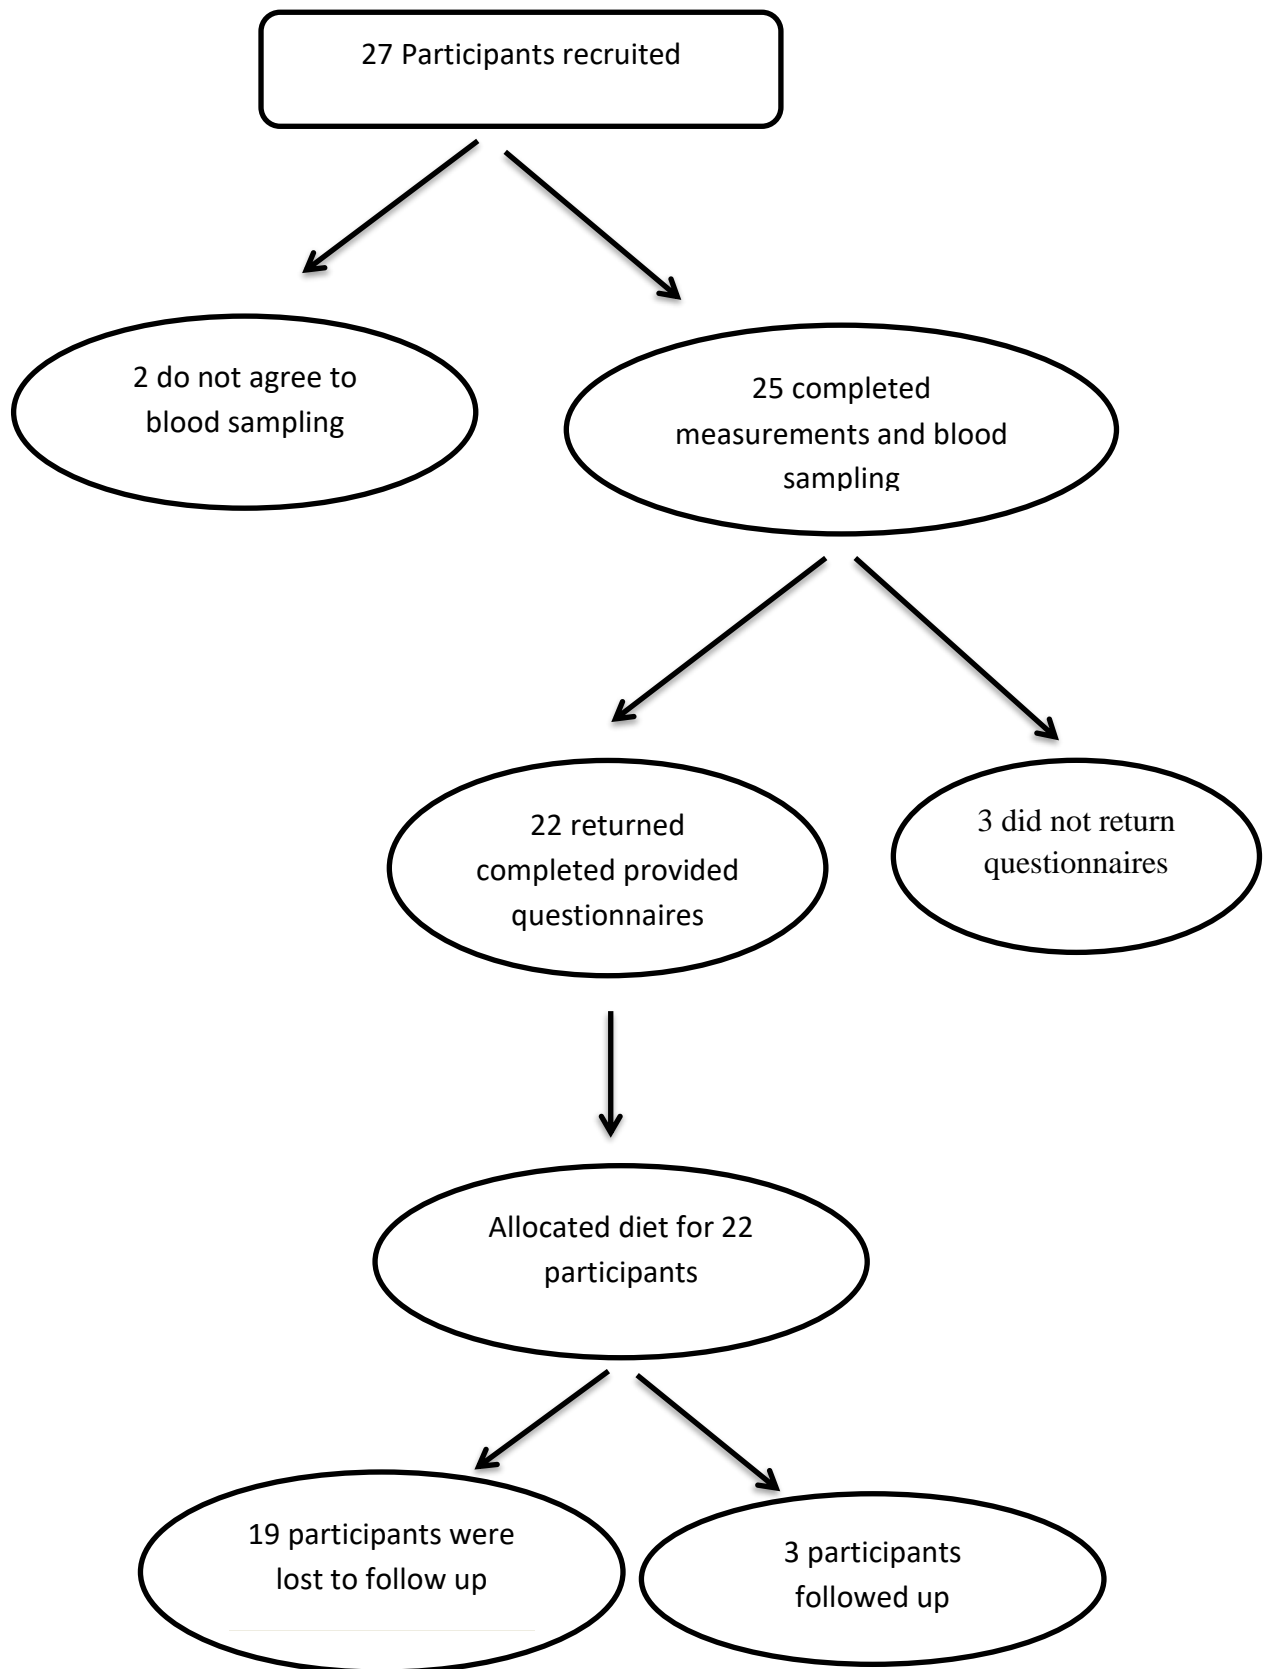 27 Participants recruited
2 do not agree to
blood sampling
25 completed
measurements and blood
sampling
22 returned
completed provided
questionnaires
3 did not return
questionnaires
Allocated diet for 22
participants
19 participants were
lost to follow up
3 participants
followed up